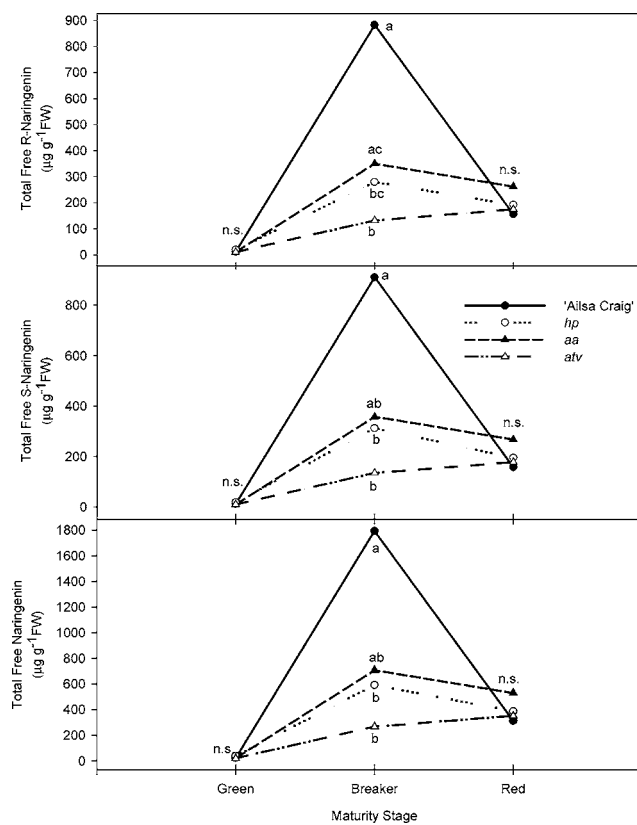 900
800
700
600
500
400
300
200
100
0
Total Free R-Naringenin
(µg g⁻¹FW)
a
ac
bc
b
n.s.
n.s.
800
600
400
200
0
Total Free S-Naringenin
(µg g⁻¹FW)
a
ab
b
b
n.s.
n.s.
'Ailsa Craig'
hp
aa
atv
1800
1600
1400
1200
1000
800
600
400
200
0
Total Free Naringenin
(µg g⁻¹FW)
a
ab
b
b
n.s.
n.s.
Green Breaker Red
Maturity Stage